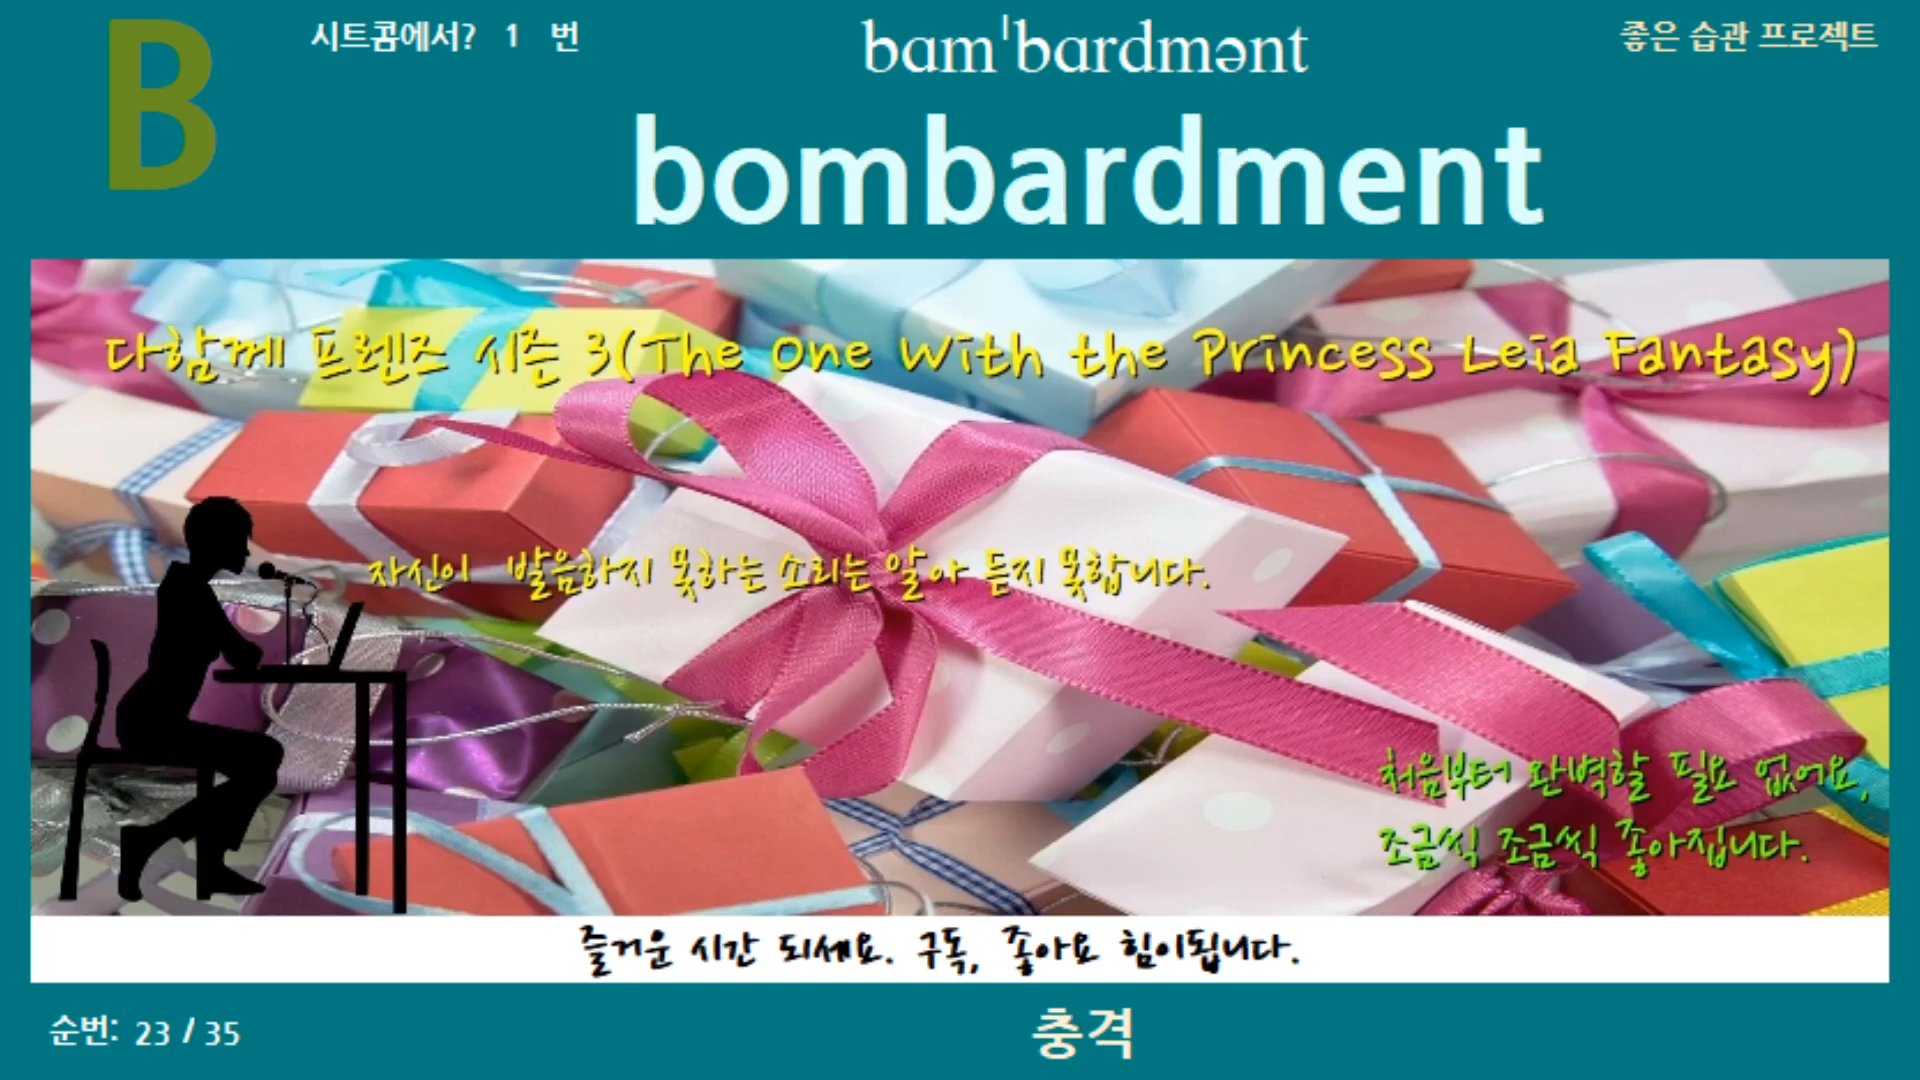 B
시트콤에서? 1 번
bɑmˈbɑrdmənt
좋은 습관 프로젝트
bombardment
다함께 프렌즈 시즌 3(The One With the Princess Leia Fantasy)
자신이 발음하지 못하는 소리는 알아 듣지 못합니다.
처음부터 완벽할 필요 없어요,
조금씩 조금씩 좋아집니다.
즐거운 시간 되세요. 구독, 좋아요 힘이됩니다.
순번: 23 / 35
충격